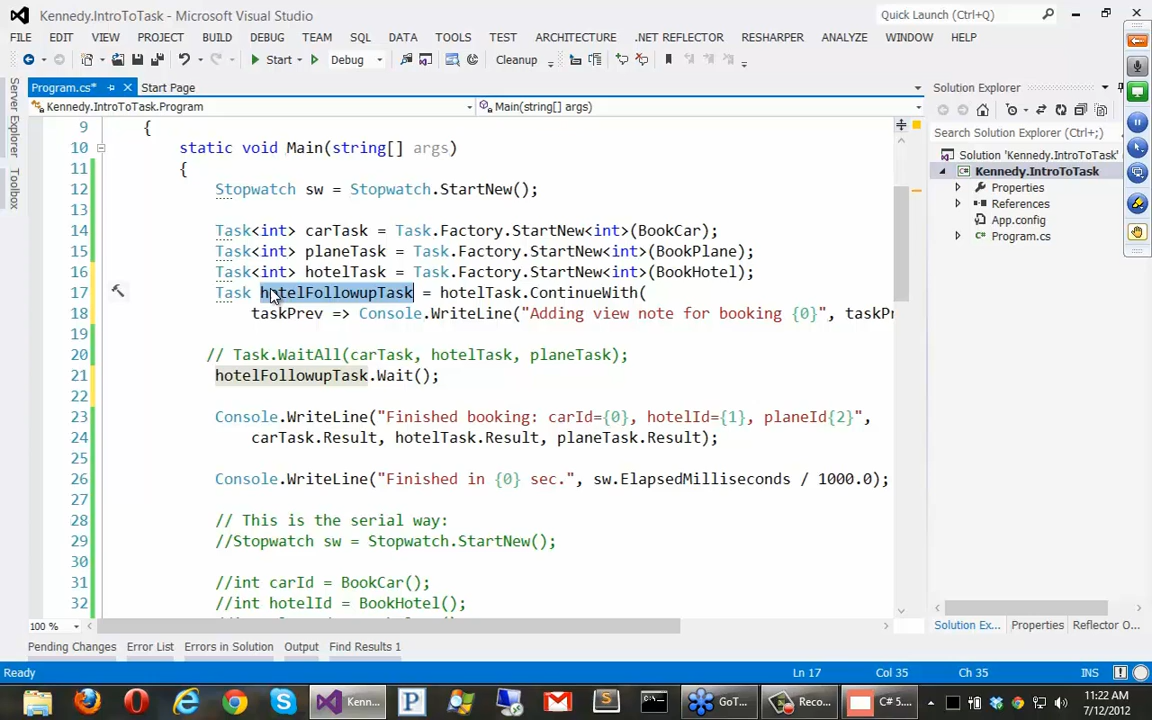 Kennedy.IntroToTask - Microsoft Visual Studio
Quick Launch (Ctrl+Q)
FILE EDIT VIEW PROJECT BUILD DEBUG TEAM SQL DATA TOOLS TEST ARCHITECTURE .NET REFLECTOR RESHARPER ANALYZE WINDOW HELP
Start Debug Cleanup
Program.cs* Start Page
Kennedy.IntroToTask.Program Main(string[] args)
Server Explorer
Toolbox
9 {
10 static void Main(string[] args)
11 {
12 Stopwatch sw = Stopwatch.StartNew();
13
14 Task<int> carTask = Task.Factory.StartNew<int>(BookCar);
15 Task<int> planeTask = Task.Factory.StartNew<int>(BookPlane);
16 Task<int> hotelTask = Task.Factory.StartNew<int>(BookHotel);
17 Task hotelFollowupTask = hotelTask.ContinueWith(
18 taskPrev => Console.WriteLine("Adding view note for booking {0}", taskPr
19
20 // Task.WaitAll(carTask, hotelTask, planeTask);
21 hotelFollowupTask.Wait();
22
23 Console.WriteLine("Finished booking: carId={0}, hotelId={1}, planeId{2}",
24 carTask.Result, hotelTask.Result, planeTask.Result);
25
26 Console.WriteLine("Finished in {0} sec.", sw.ElapsedMilliseconds / 1000.0);
27
28 // This is the serial way:
29 //Stopwatch sw = Stopwatch.StartNew();
30
31 //int carId = BookCar();
32 //int hotelId = BookHotel();
100 %
Solution Explorer
Search Solution Explorer (Ctrl+;)
Solution 'Kennedy.IntroToTask'
Kennedy.IntroToTask
Properties
References
App.config
Program.cs
Solution Ex... Properties Reflector O...
Pending Changes Error List Errors in Solution Output Find Results 1
Ready Ln 17 Col 35 Ch 35 INS
Kenn... GoT... Reco... C# 5....
11:22 AM
7/12/2012